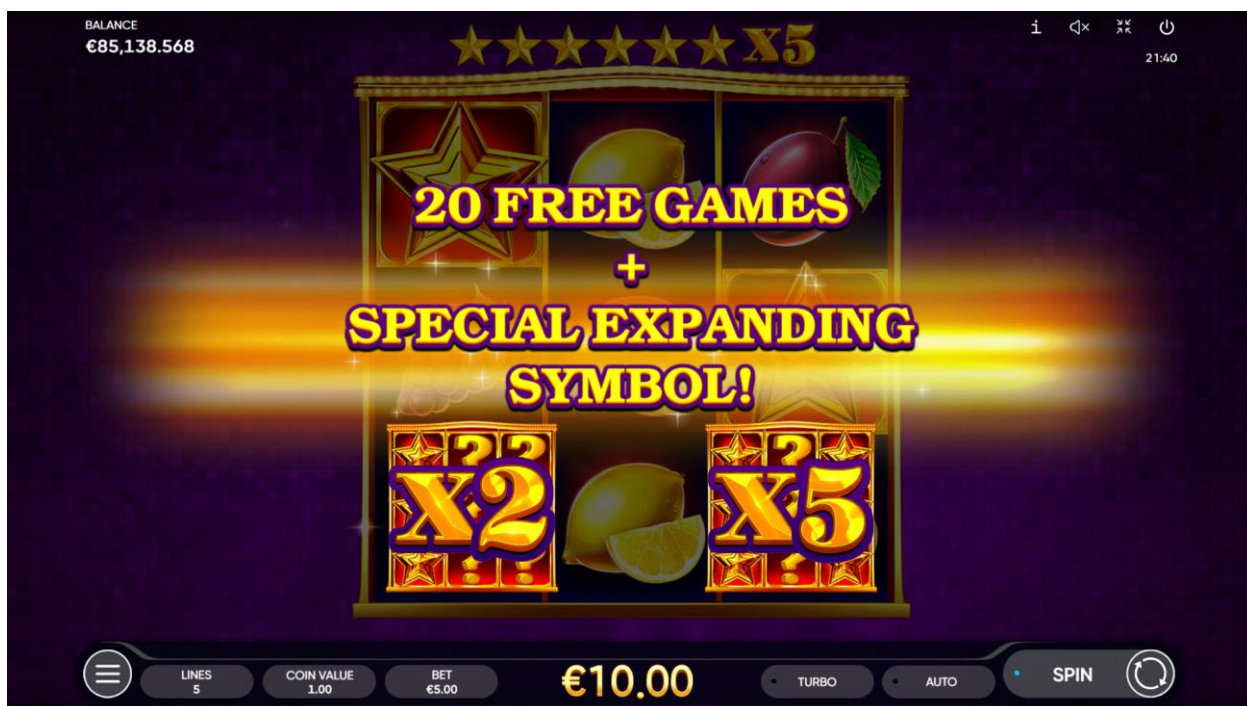 BALANCE
€85,138.568
21:40
X5
20 FREE GAMES
+
SPECIAL EXPANDING
SYMBOL!
X2
X5
LINES
5
COIN VALUE
1.00
BET
€5.00
€10.00
TURBO
AUTO
SPIN